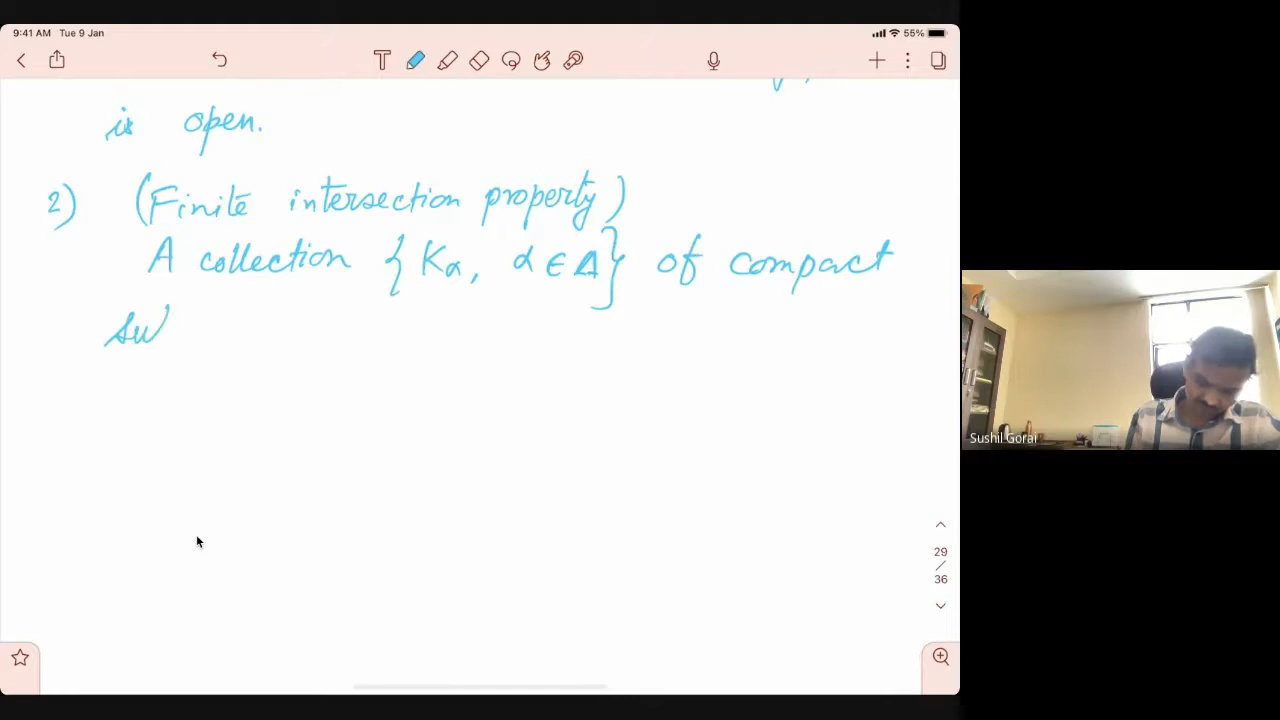 9:41 AM Tue 9 Jan
55%
is open.
2) (Finite intersection property)
A collection {Kα, α ∈ Δ} of compact
su
29
/
36
Sushil Gorai